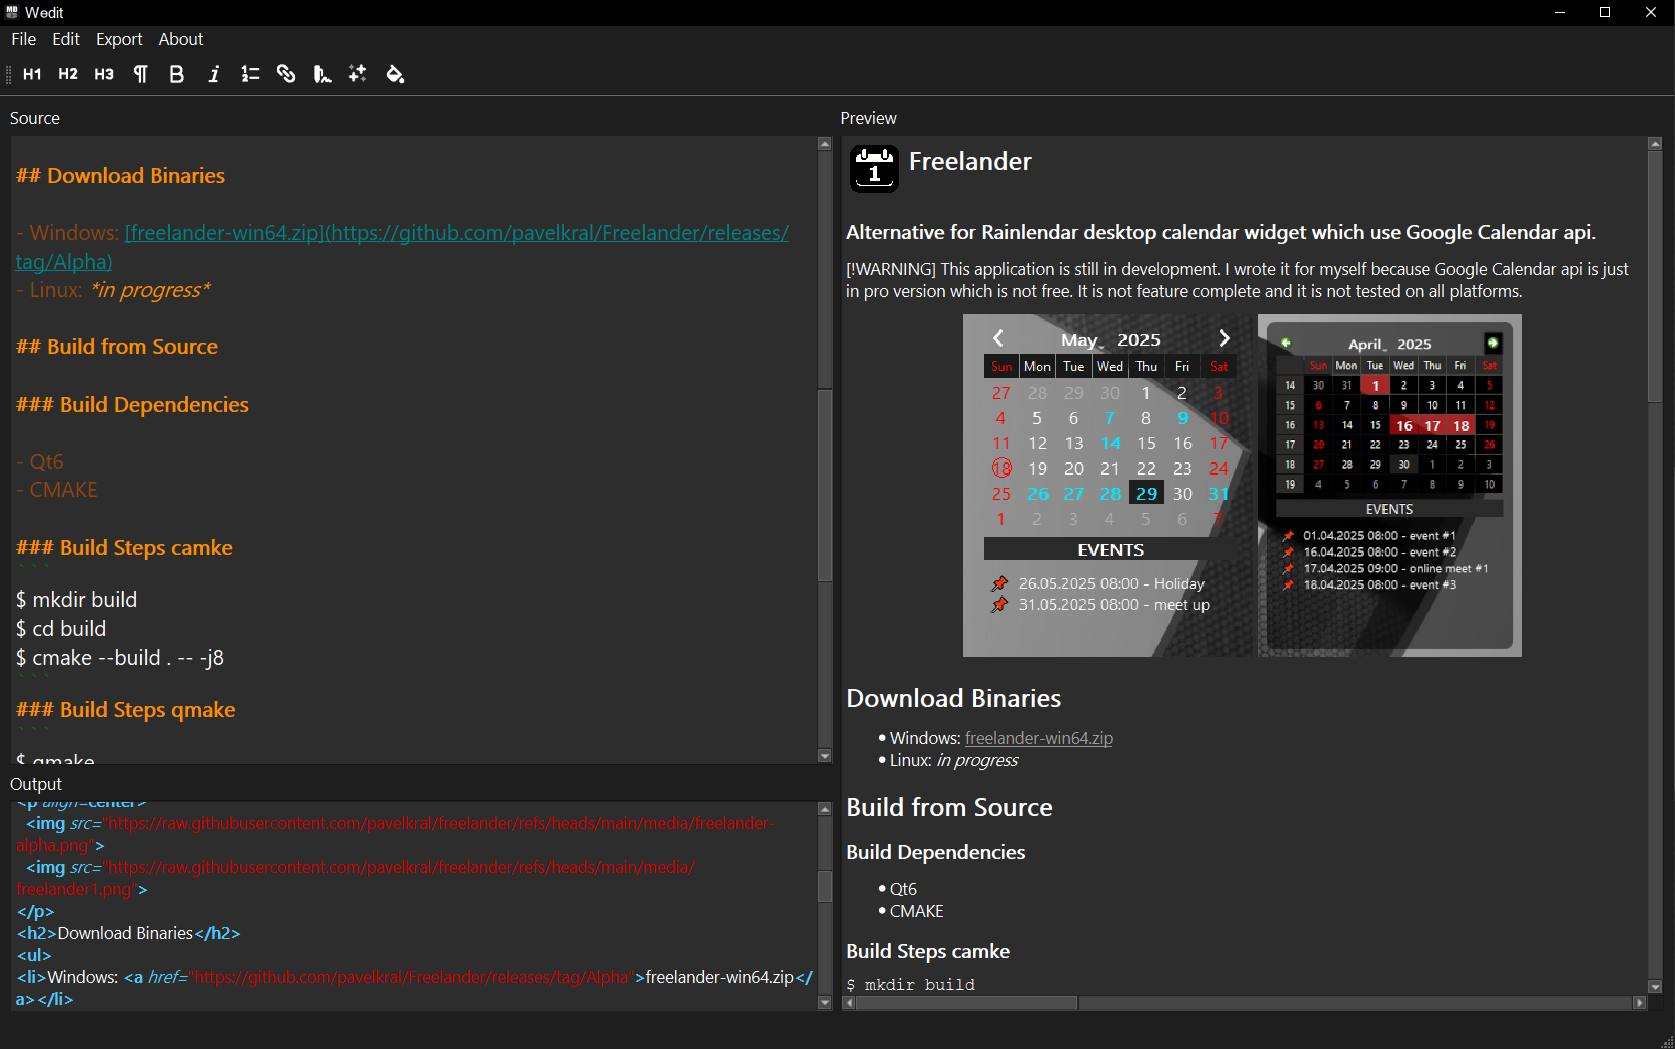 Wedit
File Edit Export About
H1 H2 H3
Source
## Download Binaries
- Windows: [freelander-win64.zip](https://github.com/pavelkral/Freelander/releases/
tag/Alpha)
- Linux: *in progress*
## Build from Source
### Build Dependencies
- Qt6
- CMAKE
### Build Steps camke
```
$ mkdir build
$ cd build
$ cmake --build . -- -j8
```
### Build Steps qmake
```
$ qmake
Output
<p align=center>
<img src="https://raw.githubusercontent.com/pavelkral/freelander/refs/heads/main/media/freelander-
alpha.png">
<img src="https://raw.githubusercontent.com/pavelkral/freelander/refs/heads/main/media/
freelander1.png">
</p>
<h2>Download Binaries</h2>
<ul>
<li>Windows: <a href="https://github.com/pavelkral/Freelander/releases/tag/Alpha">freelander-win64.zip</
a></li>
Preview
1 Freelander
Alternative for Rainlendar desktop calendar widget which use Google Calendar api.
[!WARNING] This application is still in development. I wrote it for myself because Google Calendar api is just
in pro version which is not free. It is not feature complete and it is not tested on all platforms.
May 2025
Sun Mon Tue Wed Thu Fri Sat
27 28 29 30 1 2 3
4 5 6 7 8 9 10
11 12 13 14 15 16 17
18 19 20 21 22 23 24
25 26 27 28 29 30 31
1 2 3 4 5 6 7
EVENTS
26.05.2025 08:00 - Holiday
31.05.2025 08:00 - meet up
April 2025
Sun Mon Tue Wed Thu Fri Sat
14 30 31 1 2 3 4 5
15 6 7 8 9 10 11 12
16 13 14 15 16 17 18 19
17 20 21 22 23 24 25 26
18 27 28 29 30 1 2 3
19 4 5 6 7 8 9 10
EVENTS
01.04.2025 08:00 - event #1
16.04.2025 08:00 - event #2
17.04.2025 09:00 - online meet #1
18.04.2025 08:00 - event #3
Download Binaries
• Windows: freelander-win64.zip
• Linux: in progress
Build from Source
Build Dependencies
• Qt6
• CMAKE
Build Steps camke
$ mkdir build